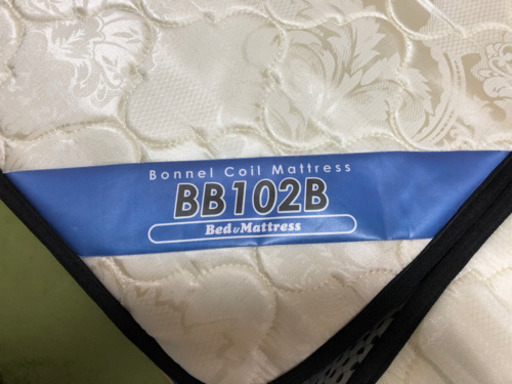 Bonnel Coil Mattress
BB102B
Bed&Mattress